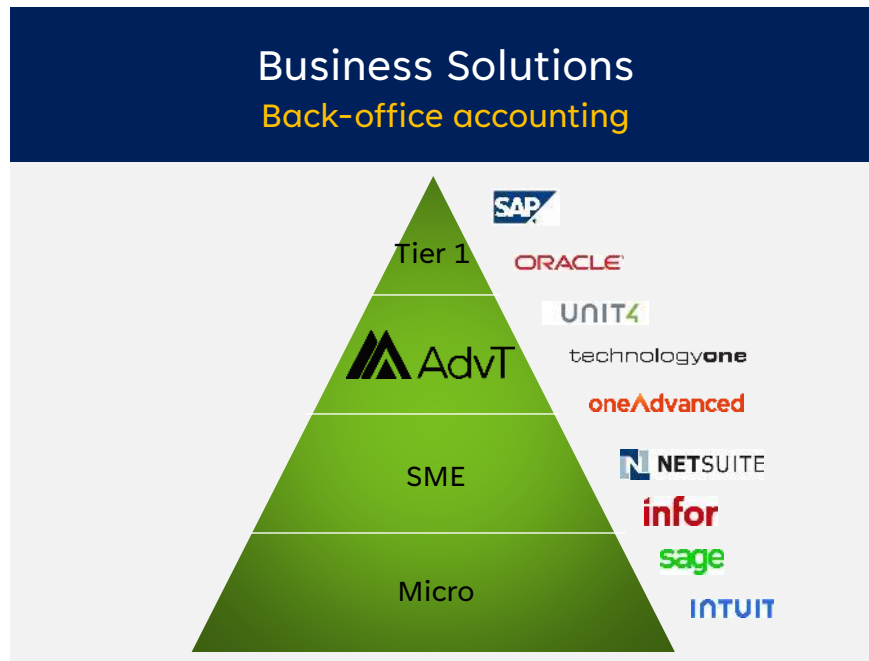 Business Solutions
Back-office accounting
SAP
Tier 1
ORACLE
UNIT4
AdvT
technologyone
oneAdvanced
SME
NETSUITE
infor
sage
Micro
INTUIT